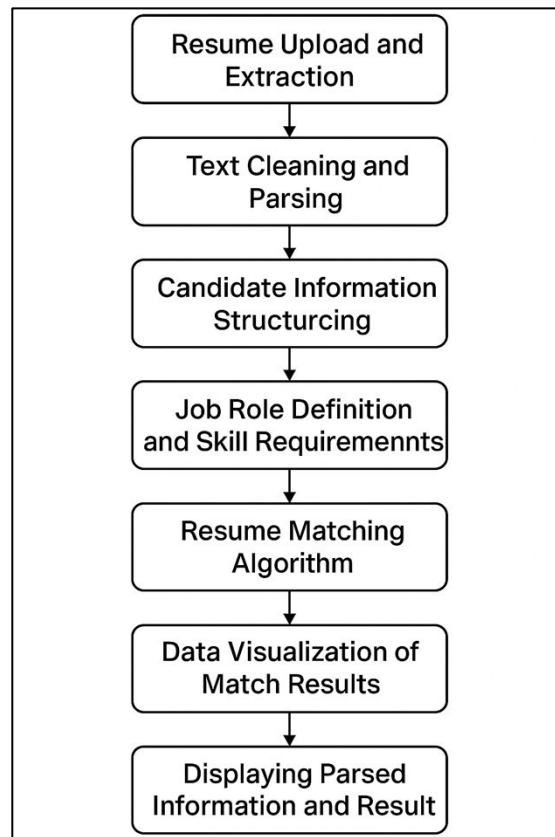 Resume Upload and
Extraction
Text Cleaning and
Parsing
Candidate Information
Structurcing
Job Role Definition
and Skill Requiremennts
Resume Matching
Algorithm
Data Visualization of
Match Results
Displaying Parsed
Information and Result